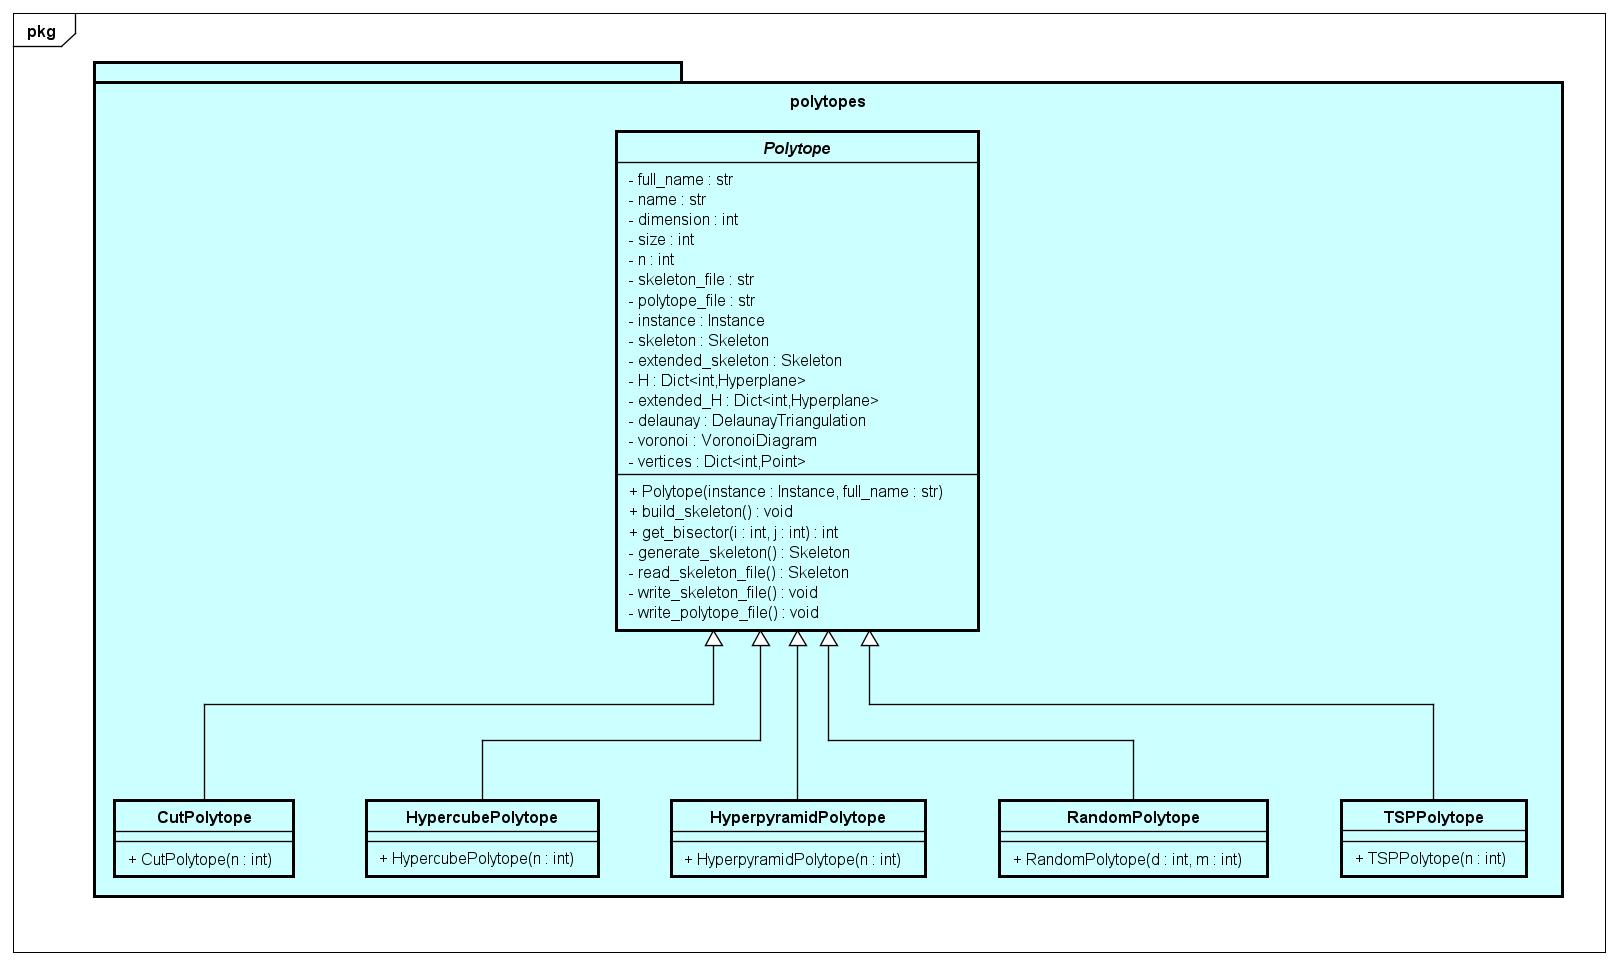 pkg
polytopes
Polytope
- full_name : str
- name : str
- dimension : int
- size : int
- n : int
- skeleton_file : str
- polytope_file : str
- instance : Instance
- skeleton : Skeleton
- extended_skeleton : Skeleton
- H : Dict<int,Hyperplane>
- extended_H : Dict<int,Hyperplane>
- delaunay : DelaunayTriangulation
- voronoi : VoronoiDiagram
- vertices : Dict<int,Point>
+ Polytope(instance : Instance, full_name : str)
+ build_skeleton() : void
+ get_bisector(i : int, j : int) : int
- generate_skeleton() : Skeleton
- read_skeleton_file() : Skeleton
- write_skeleton_file() : void
- write_polytope_file() : void
CutPolytope
+ CutPolytope(n : int)
HypercubePolytope
+ HypercubePolytope(n : int)
HyperpyramidPolytope
+ HyperpyramidPolytope(n : int)
RandomPolytope
+ RandomPolytope(d : int, m : int)
TSPPolytope
+ TSPPolytope(n : int)